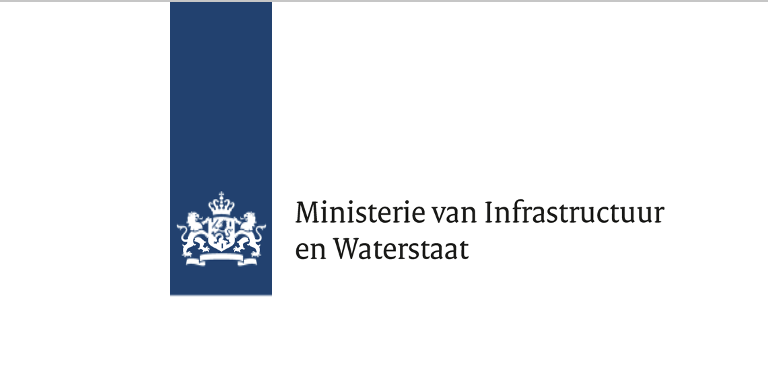 Ministerie van Infrastructuur
en Waterstaat